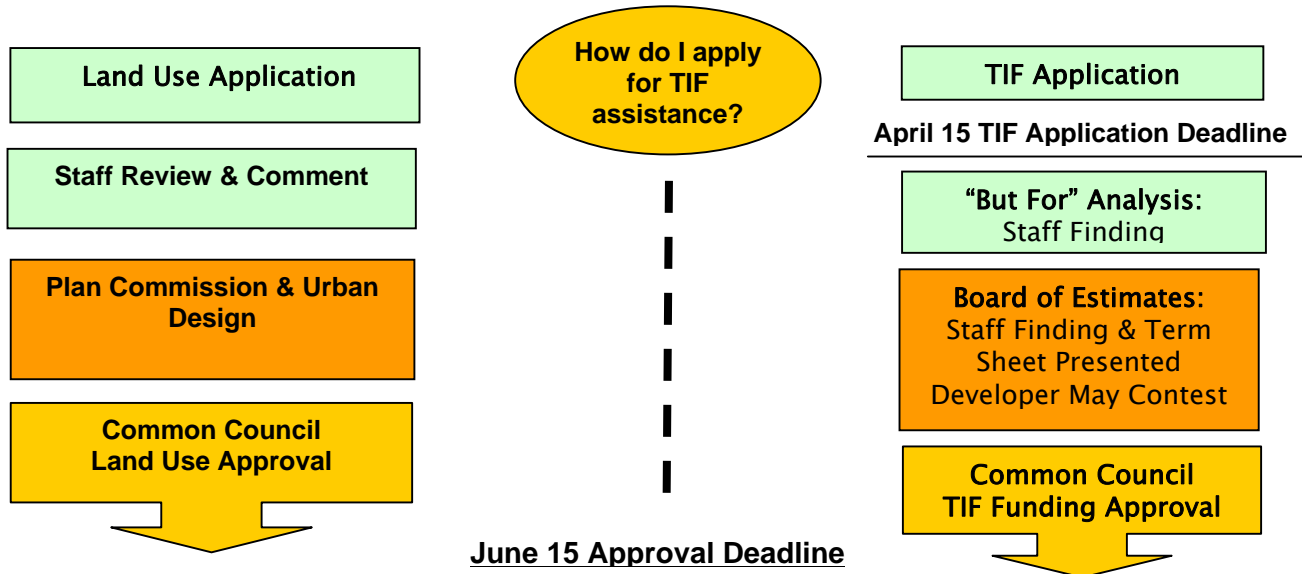 Land Use Application
Staff Review & Comment
Plan Commission & Urban
Design
Common Council
Land Use Approval
How do I apply
for TIF
assistance?
June 15 Approval Deadline
TIF Application
April 15 TIF Application Deadline
“But For” Analysis:
Staff Finding
Board of Estimates:
Staff Finding & Term
Sheet Presented
Developer May Contest
Common Council
TIF Funding Approval